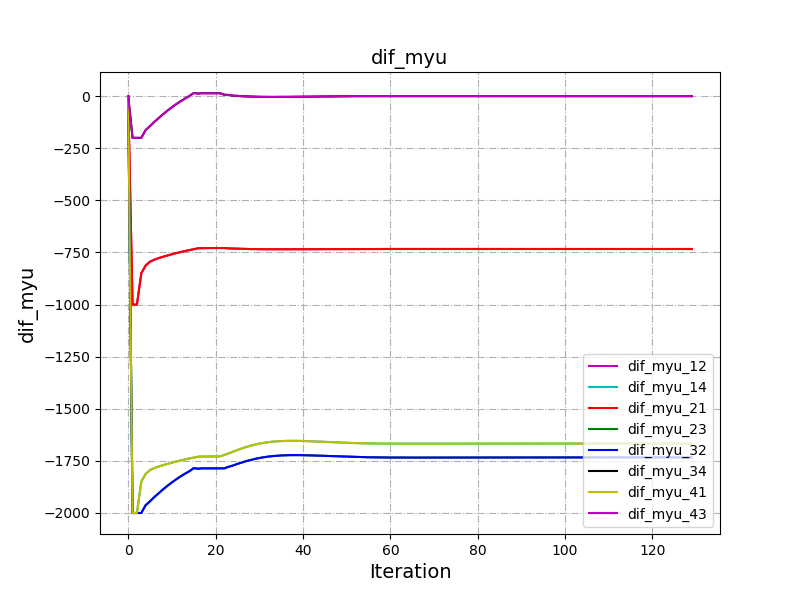 dif_myu
0
−250
−500
−750
−1000
−1250
−1500
−1750
−2000
dif_myu
dif_myu_12
dif_myu_14
dif_myu_21
dif_myu_23
dif_myu_32
dif_myu_34
dif_myu_41
dif_myu_43
0 20 40 60 80 100 120
Iteration